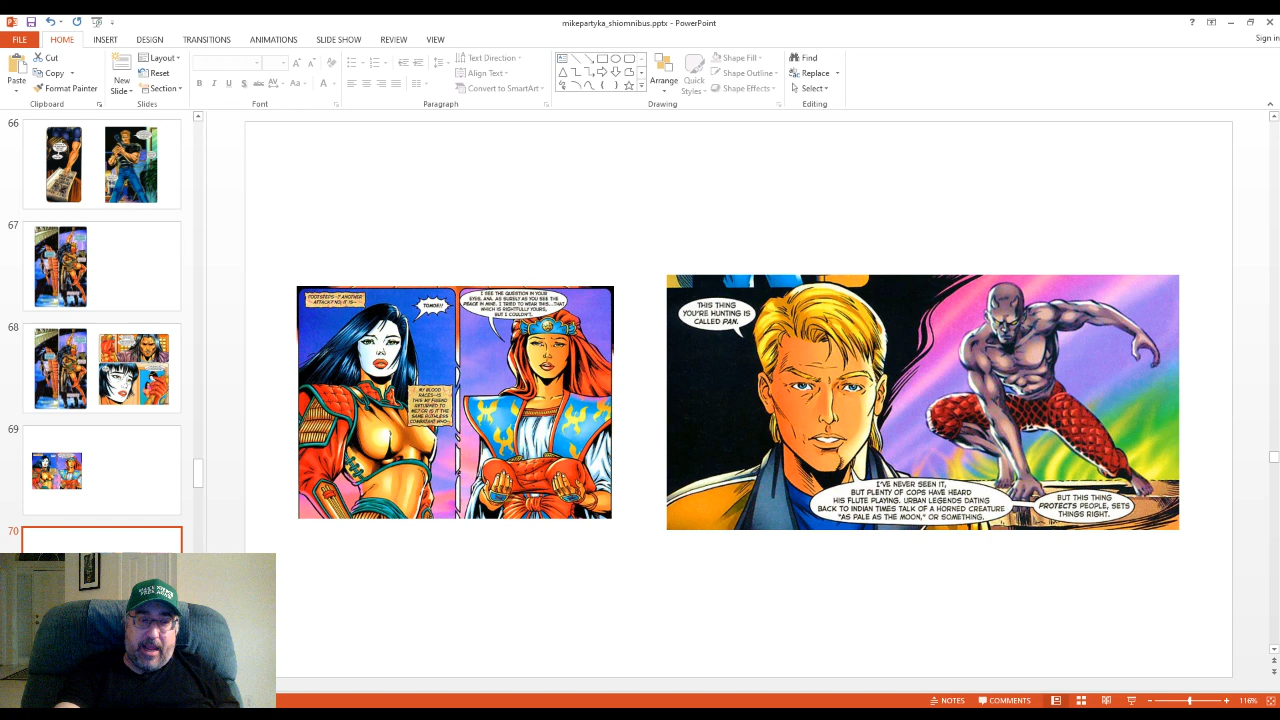 mikepartyka_shiomnibus.pptx - PowerPoint
Sign in
FILE HOME INSERT DESIGN TRANSITIONS ANIMATIONS SLIDE SHOW REVIEW VIEW
Paste
Cut
Copy
Format Painter
Clipboard
New
Slide
Layout
Reset
Section
Slides
B I U S abc AV Aa A
Font
Text Direction
Align Text
Convert to SmartArt
Paragraph
Arrange
Quick
Styles
Shape Fill
Shape Outline
Shape Effects
Drawing
Find
Replace
Select
Editing
66
67
68
69
70
FOOTSTEPS--? ANOTHER
ATTACK? NO, IT IS--
TOMOE!!
MY BLOOD
RACES--IS
THIS MY FRIEND
RETURNED TO
ME? OR IS IT THE
SAME RUTHLESS
COMBATANT WHO--
I SEE THE QUESTION IN YOUR
EYES, ANA. AS SURELY AS YOU SEE THE
PEACE IN MINE. I TRIED TO WEAR THIS...THAT
WHICH IS RIGHTFULLY YOURS,
BUT I COULDN'T.
THIS THING
YOU'RE HUNTING IS
CALLED PAN.
I'VE NEVER SEEN IT,
BUT PLENTY OF COPS HAVE HEARD
HIS FLUTE PLAYING. URBAN LEGENDS DATING
BACK TO INDIAN TIMES TALK OF A HORNED CREATURE
"AS PALE AS THE MOON," OR SOMETHING.
BUT THIS THING
PROTECTS PEOPLE, SETS
THINGS RIGHT.
NOTES COMMENTS 116%